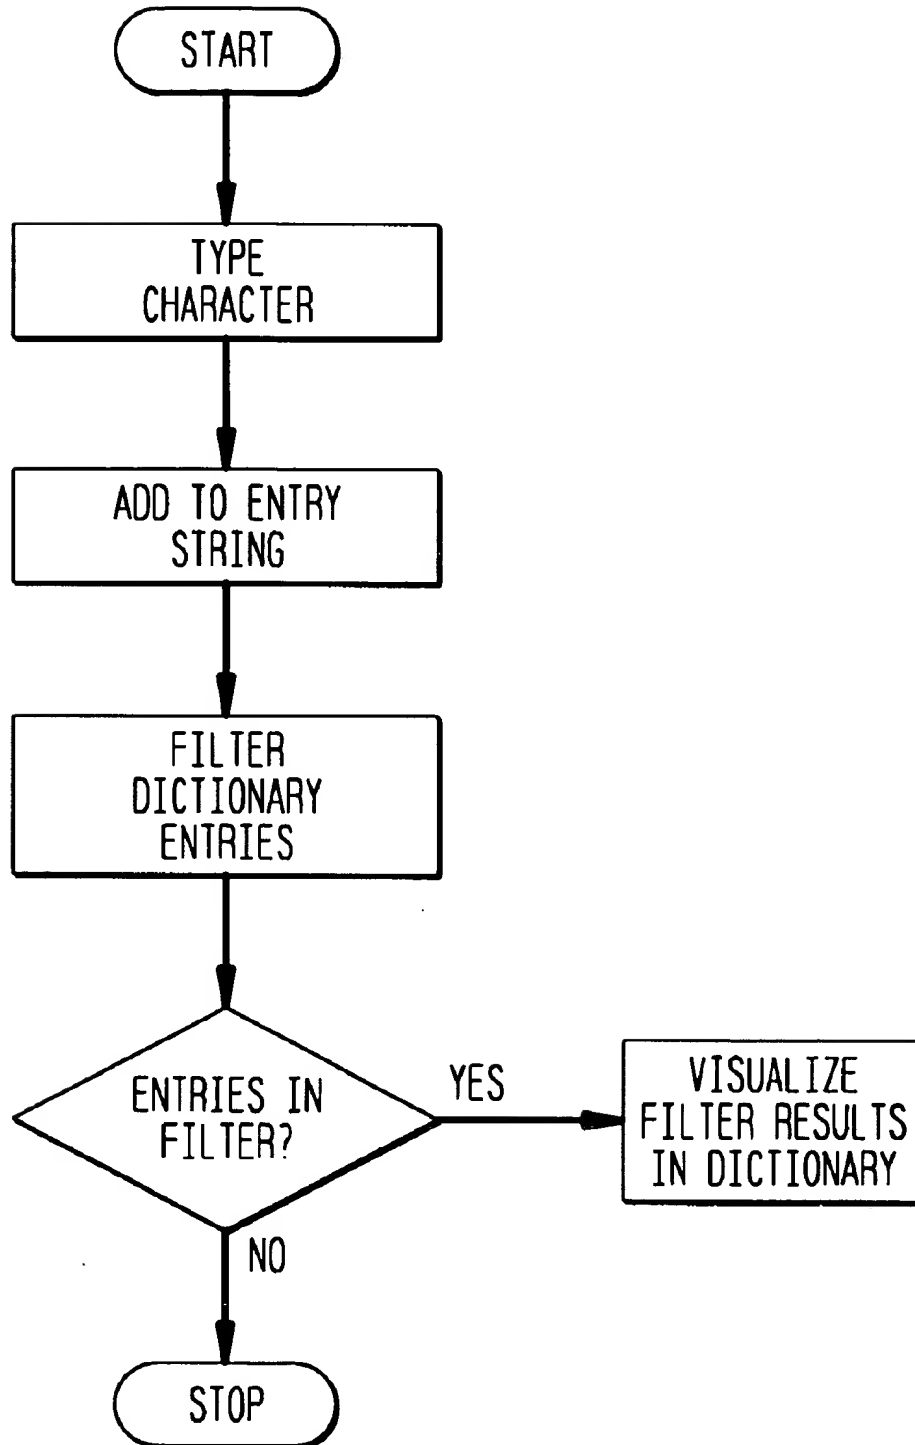 START
TYPE
CHARACTER
ADD TO ENTRY
STRING
FILTER
DICTIONARY
ENTRIES
ENTRIES IN
FILTER?
YES
VISUALIZE
FILTER RESULTS
IN DICTIONARY
NO
STOP